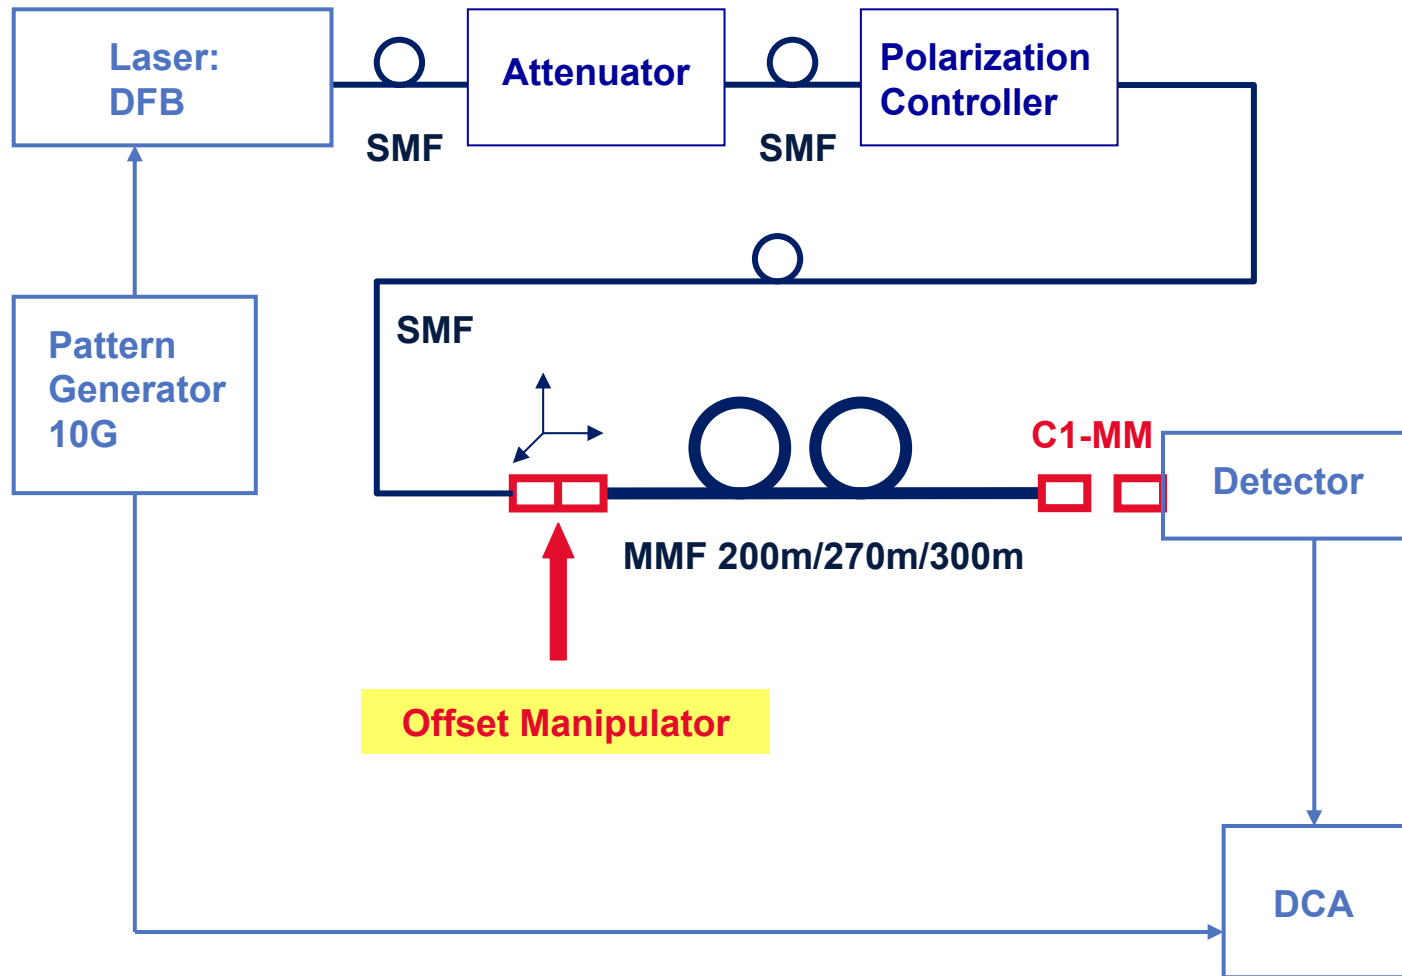 Laser:
DFB
Attenuator
Polarization
Controller
SMF
SMF
SMF
Pattern
Generator
10G
C1-MM
Detector
MMF 200m/270m/300m
Offset Manipulator
DCA